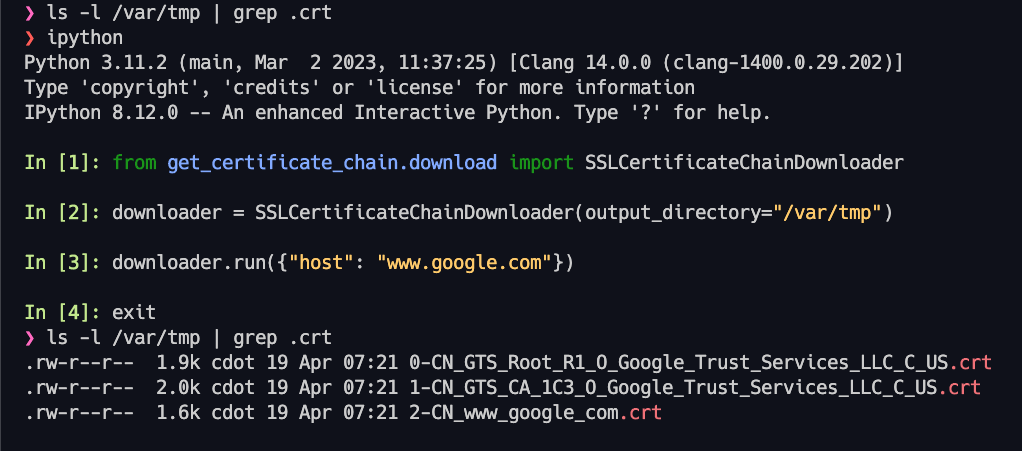 ❯ ls -l /var/tmp | grep .crt
❯ ipython
Python 3.11.2 (main, Mar  2 2023, 11:37:25) [Clang 14.0.0 (clang-1400.0.29.202)]
Type 'copyright', 'credits' or 'license' for more information
IPython 8.12.0 -- An enhanced Interactive Python. Type '?' for help.
In [1]: from get_certificate_chain.download import SSLCertificateChainDownloader
In [2]: downloader = SSLCertificateChainDownloader(output_directory="/var/tmp")
In [3]: downloader.run({"host": "www.google.com"})
In [4]: exit
❯ ls -l /var/tmp | grep .crt
.rw-r--r--  1.9k cdot 19 Apr 07:21 0-CN_GTS_Root_R1_O_Google_Trust_Services_LLC_C_US.crt
.rw-r--r--  2.0k cdot 19 Apr 07:21 1-CN_GTS_CA_1C3_O_Google_Trust_Services_LLC_C_US.crt
.rw-r--r--  1.6k cdot 19 Apr 07:21 2-CN_www_google_com.crt